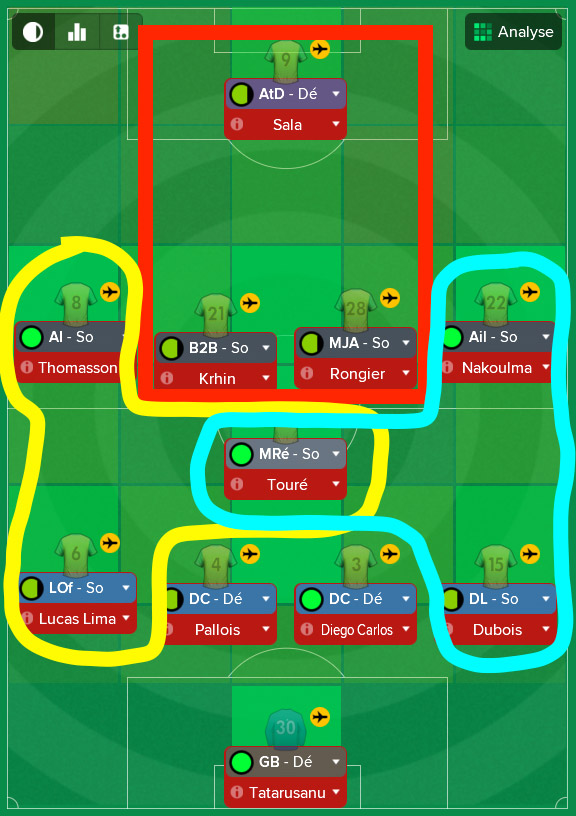 Analyse
9
AtD - Dé
Sala
8
21
28
22
AI - So
B2B - So
MJA - So
Ail - So
Thomasson
Krhin
Rongier
Nakoulma
MRé - So
Touré
6
4
3
15
LOf - So
DC - Dé
DC - Dé
DL - So
Lucas Lima
Pallois
Diego Carlos
Dubois
30
GB - Dé
Tatarusanu